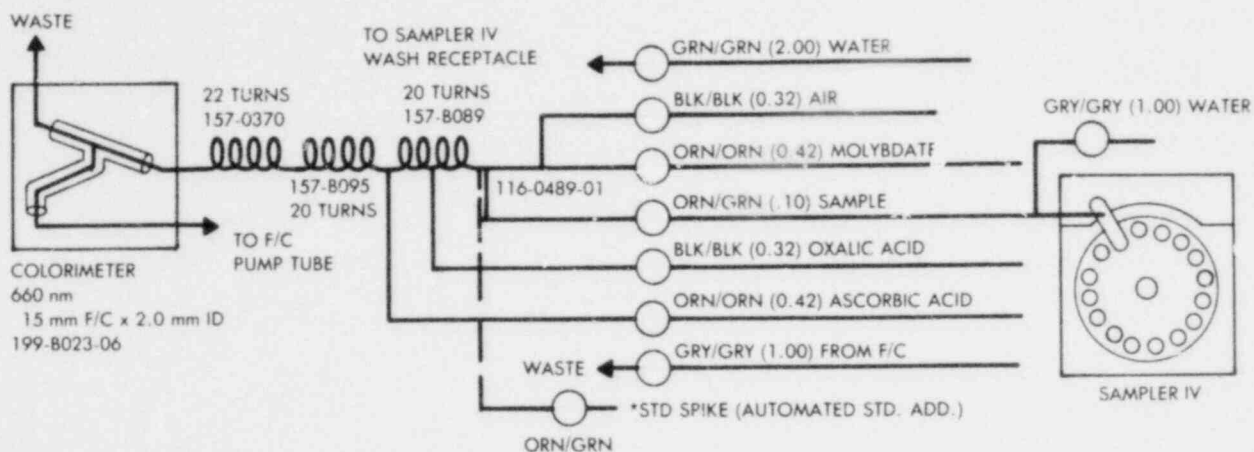 WASTE
TO SAMPLER IV
WASH RECEPTACLE
22 TURNS
157-0370
20 TURNS
157-B089
157-B095
20 TURNS
116-0489-01
TO F/C
PUMP TUBE
COLORIMETER
660 nm
15 mm F/C x 2.0 mm ID
199-B023-06
GRN/GRN (2.00) WATER
BLK/BLK (0.32) AIR
ORN/ORN (0.42) MOLYBDATE
ORN/GRN (.10) SAMPLE
BLK/BLK (0.32) OXALIC ACID
ORN/ORN (0.42) ASCORBIC ACID
GRY/GRY (1.00) FROM F/C
WASTE
*STD SPIKE (AUTOMATED STD. ADD.)
ORN/GRN
GRY/GRY (1.00) WATER
SAMPLER IV